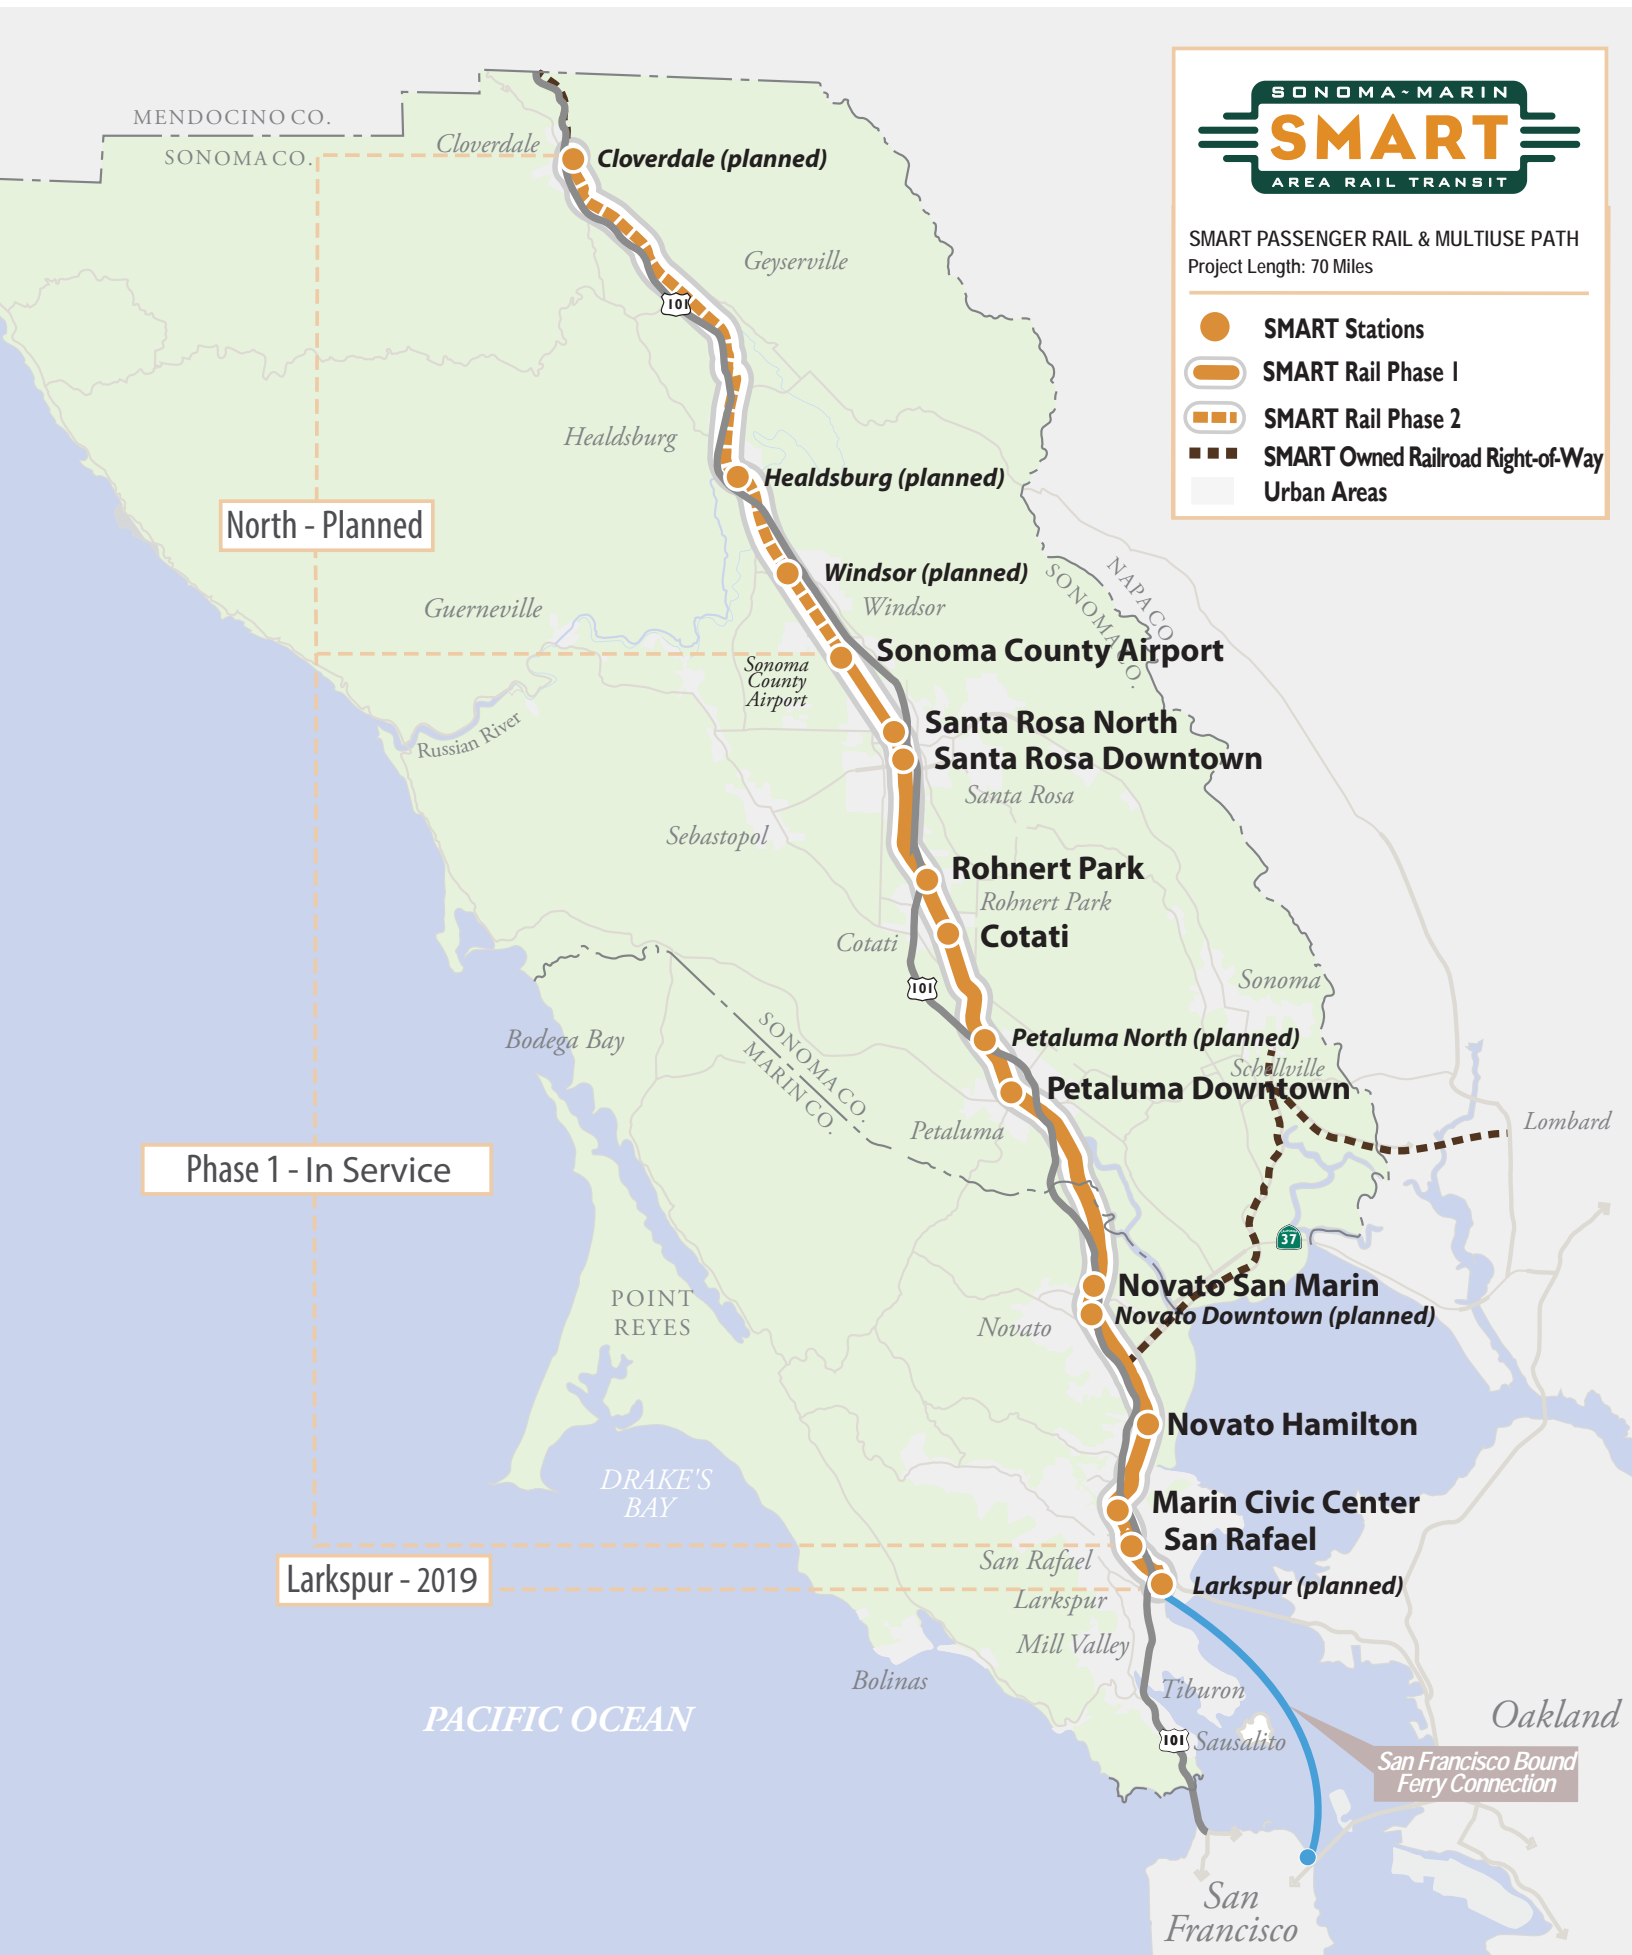 SONOMA~MARIN
SMART
AREA RAIL TRANSIT
SMART PASSENGER RAIL & MULTIUSE PATH
Project Length: 70 Miles
SMART Stations
SMART Rail Phase 1
SMART Rail Phase 2
SMART Owned Railroad Right-of-Way
Urban Areas
MENDOCINO CO.
SONOMA CO.
Cloverdale
Cloverdale (planned)
Geyserville
101
Healdsburg
Healdsburg (planned)
North - Planned
Windsor (planned)
Windsor
NAPA CO.
SONOMA CO.
Guerneville
Sonoma County Airport
Sonoma
County
Airport
Russian River
Santa Rosa North
Santa Rosa Downtown
Santa Rosa
Sebastopol
Rohnert Park
Rohnert Park
Cotati
Cotati
101
Sonoma
Bodega Bay
SONOMA CO.
MARIN CO.
Petaluma North (planned)
Schellville
Petaluma Downtown
Petaluma
Lombard
Phase 1 - In Service
37
Novato San Marin
Novato Downtown (planned)
Novato
POINT
REYES
Novato Hamilton
DRAKE'S
BAY
Marin Civic Center
San Rafael
San Rafael
Larkspur - 2019
Larkspur (planned)
Larkspur
Mill Valley
Bolinas
Tiburon
PACIFIC OCEAN
101
Sausalito
Oakland
San Francisco Bound
Ferry Connection
San
Francisco